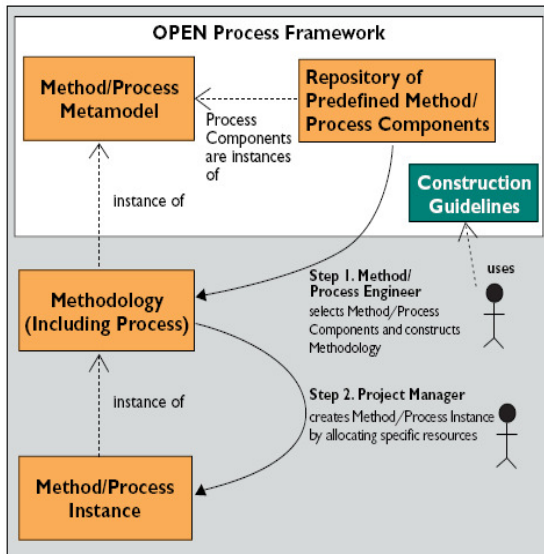 OPEN Process Framework
Method/Process
Metamodel
Repository of
Predefined Method/
Process Components
Process
Components
are instances
of
instance of
Construction
Guidelines
uses
Methodology
(Including Process)
Step 1. Method/
Process Engineer
selects Method/Process
Components and constructs
Methodology
instance of
Step 2. Project Manager
creates Method/Process Instance
by allocating specific resources
Method/Process
Instance